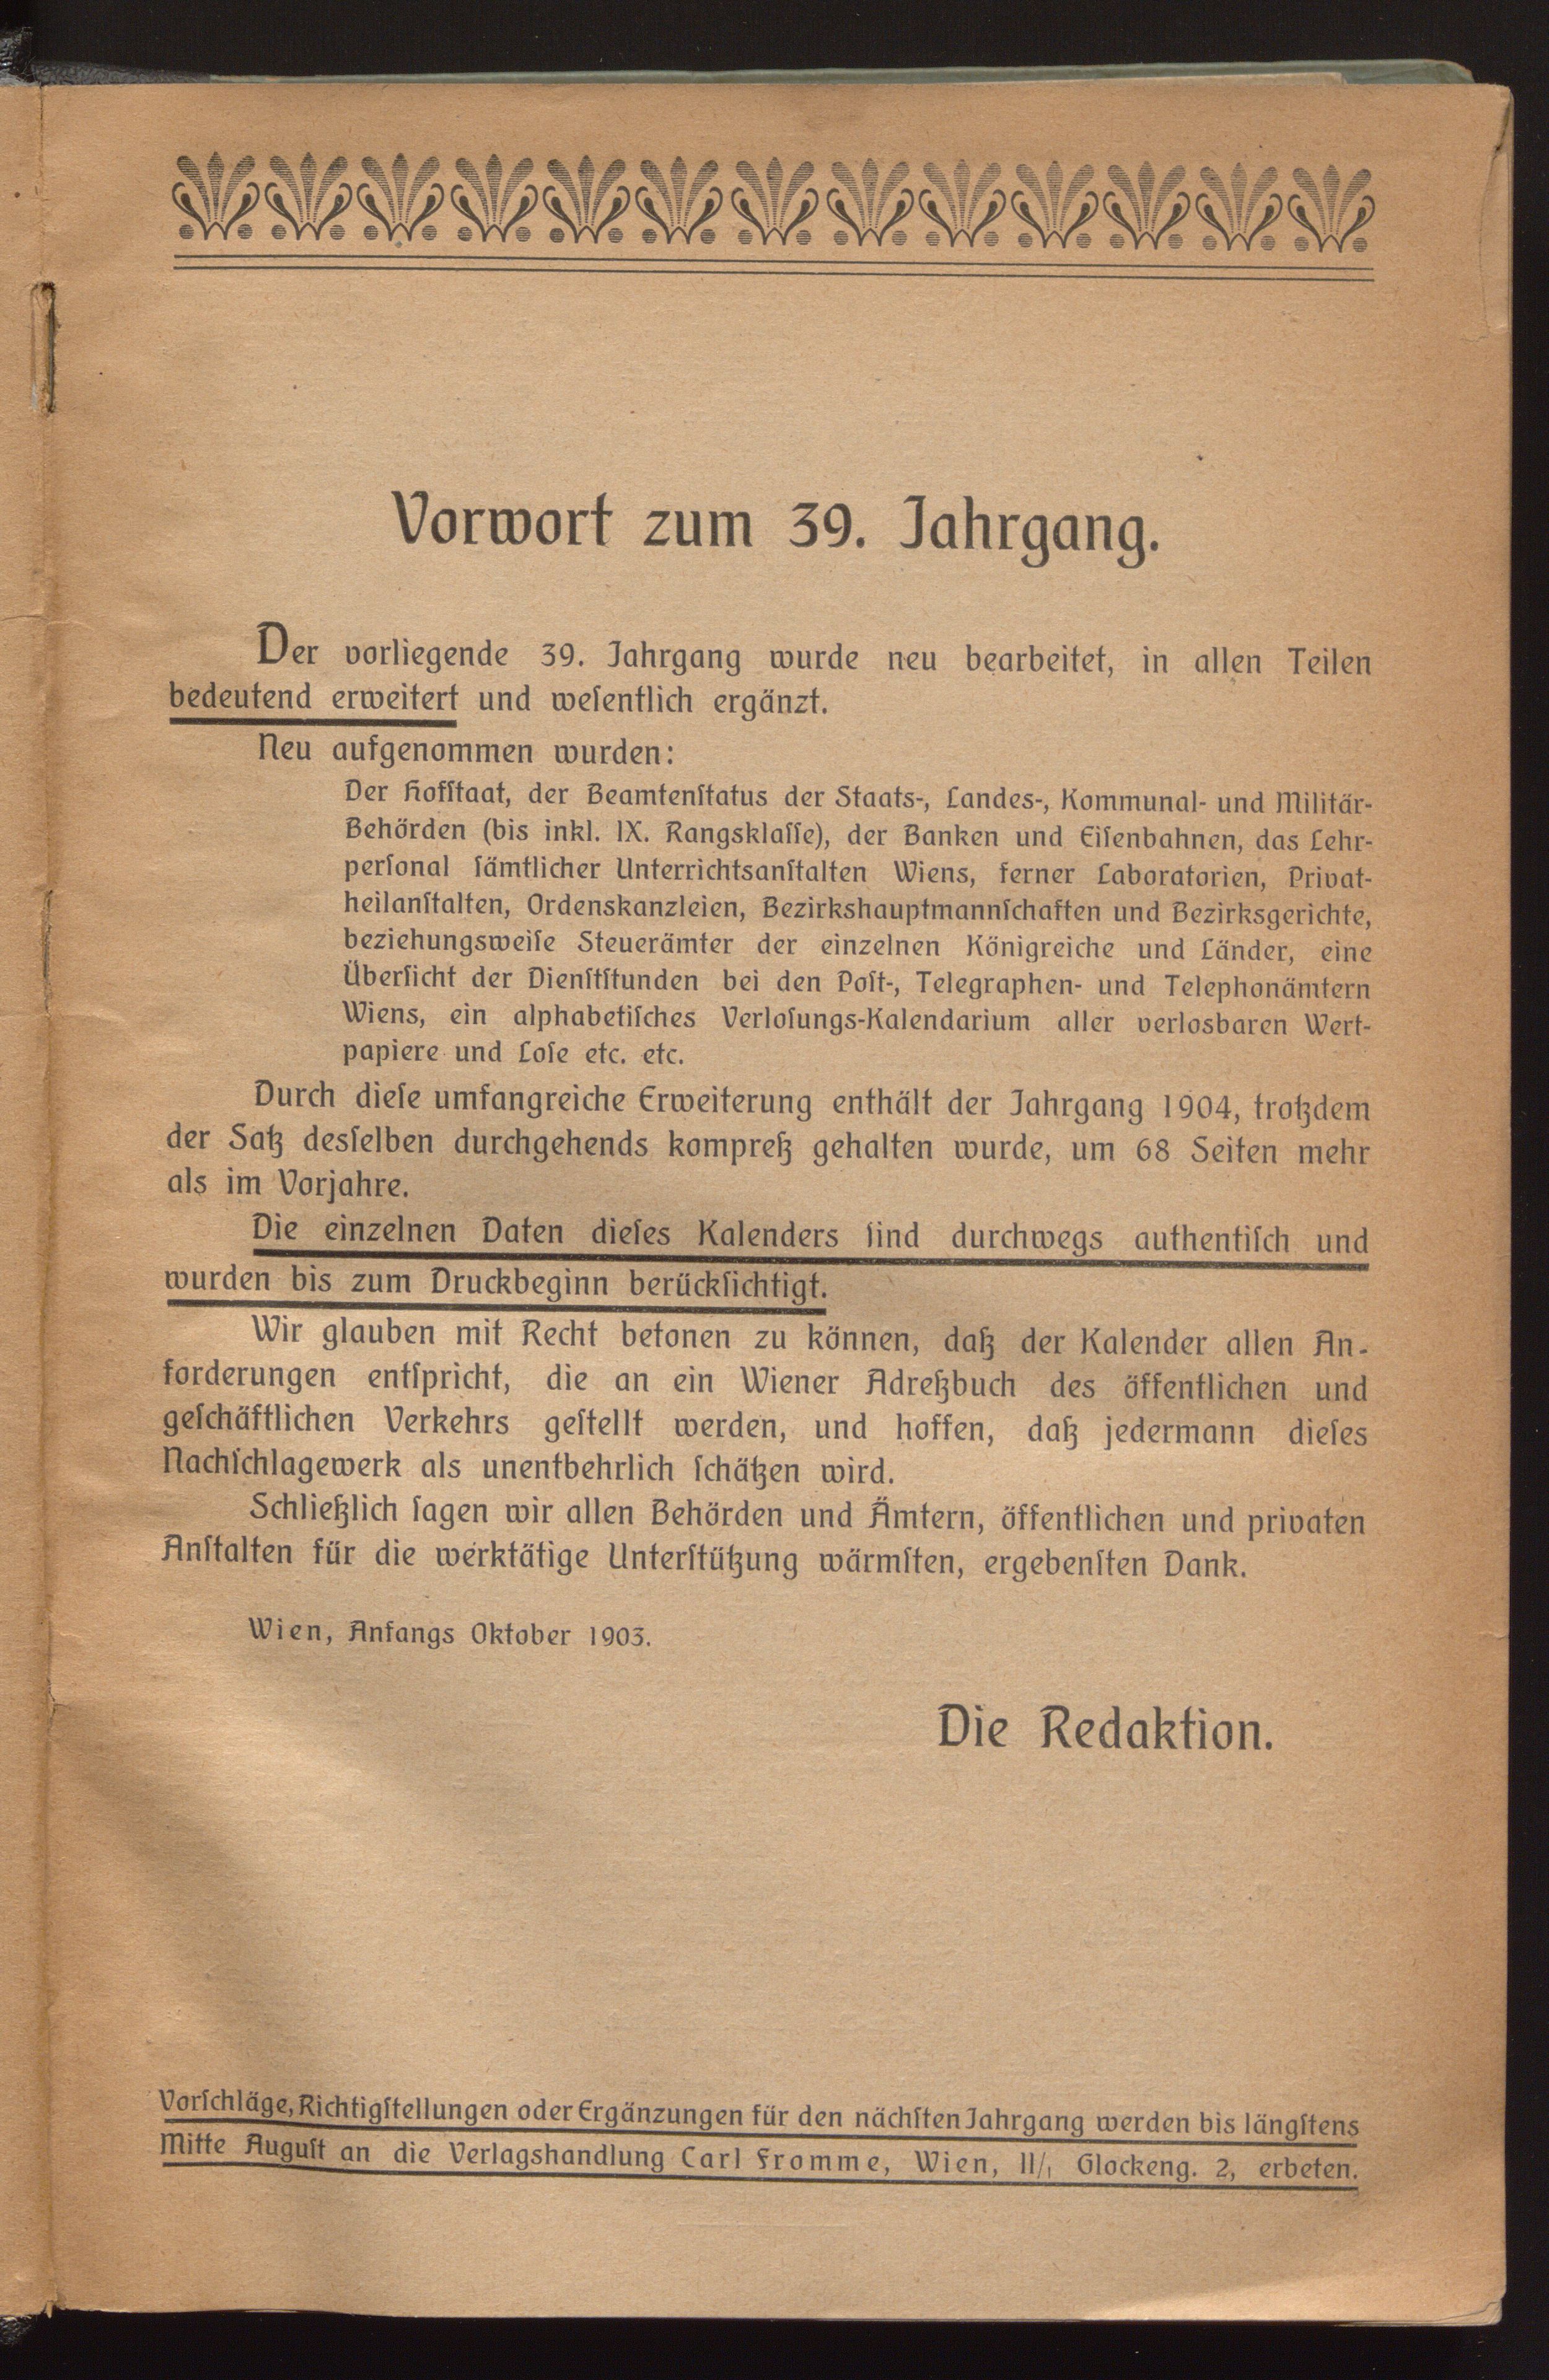 Vorwort zum 39. Jahrgang.
Der vorliegende 39. Jahrgang wurde neu bearbeitet, in allen Teilen
bedeutend erweitert und weſentlich ergänzt.
Neu aufgenommen wurden:
Der Hofſtaat, der Beamtenſtatus der Staats-, Landes-, Kommunal- und Militär-
Behörden (bis inkl. IX. Rangsklaſſe), der Banken und Eiſenbahnen, das Lehr-
perſonal ſämtlicher Unterrichtsanſtalten Wiens, ferner Laboratorien, Privat-
heilanſtalten, Ordenskanzleien, Bezirkshauptmannſchaften und Bezirksgerichte,
beziehungsweiſe Steuerämter der einzelnen Königreiche und Länder, eine
Überſicht der Dienſtſtunden bei den Poſt-, Telegraphen- und Telephonämtern
Wiens, ein alphabetiſches Verloſungs-Kalendarium aller verlosbaren Wert-
papiere und Loſe etc. etc.
Durch dieſe umfangreiche Erweiterung enthält der Jahrgang 1904, trotzdem
der Satz desſelben durchgehends kompreß gehalten wurde, um 68 Seiten mehr
als im Vorjahre.
Die einzelnen Daten dieſes Kalenders ſind durchwegs authentiſch und
wurden bis zum Druckbeginn berückſichtigt.
Wir glauben mit Recht betonen zu können, daß der Kalender allen An-
forderungen entſpricht, die an ein Wiener Adreßbuch des öffentlichen und
geſchäftlichen Verkehrs geſtellt werden, und hoffen, daß jedermann dieſes
Nachſchlagewerk als unentbehrlich ſchätzen wird.
Schließlich ſagen wir allen Behörden und Ämtern, öffentlichen und privaten
Anſtalten für die werktätige Unterſtützung wärmſten, ergebenſten Dank.
Wien, Anfangs Oktober 1903.
Die Redaktion.
Vorſchläge, Richtigſtellungen oder Ergänzungen für den nächſten Jahrgang werden bis längſtens
Mitte Auguſt an die Verlagshandlung Carl Fromme, Wien, II/1 Glockeng. 2, erbeten.